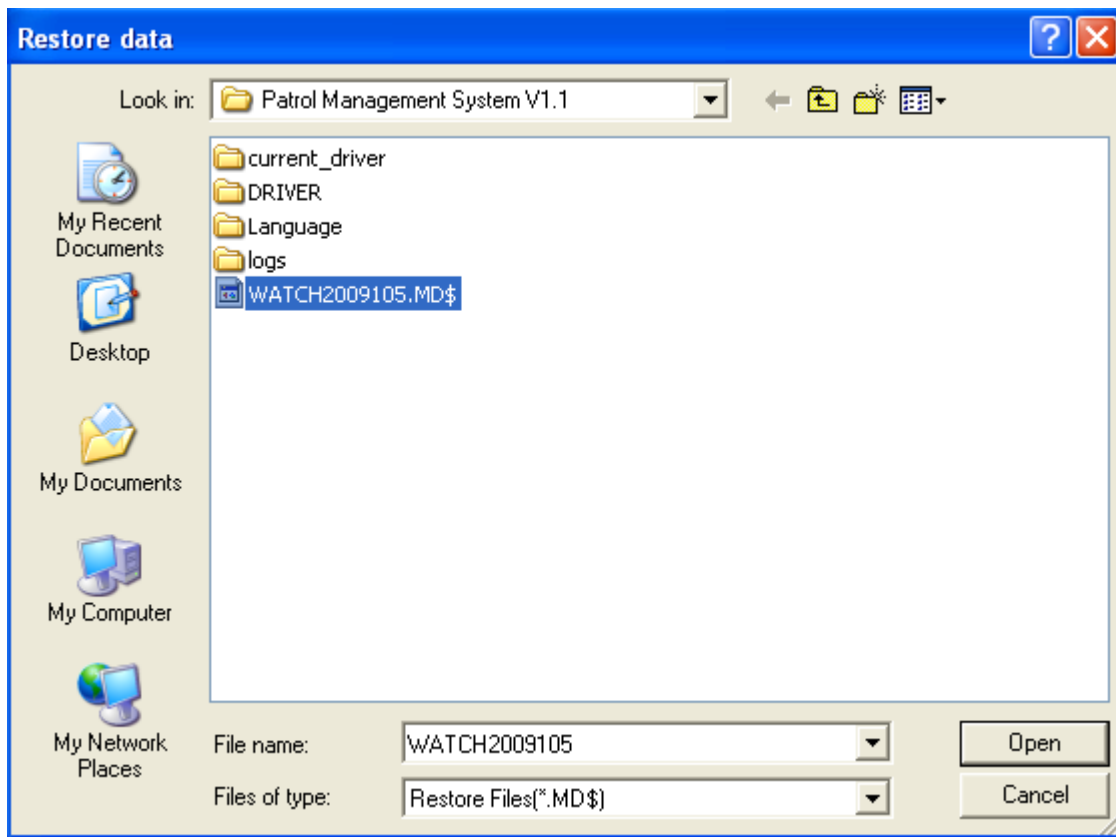 Restore data
Look in:
Patrol Management System V1.1
My Recent
Documents
Desktop
My Documents
My Computer
My Network
Places
current_driver
DRIVER
Language
logs
WATCH2009105.MD$
File name:
WATCH2009105
Open
Files of type:
Restore Files(*.MD$)
Cancel